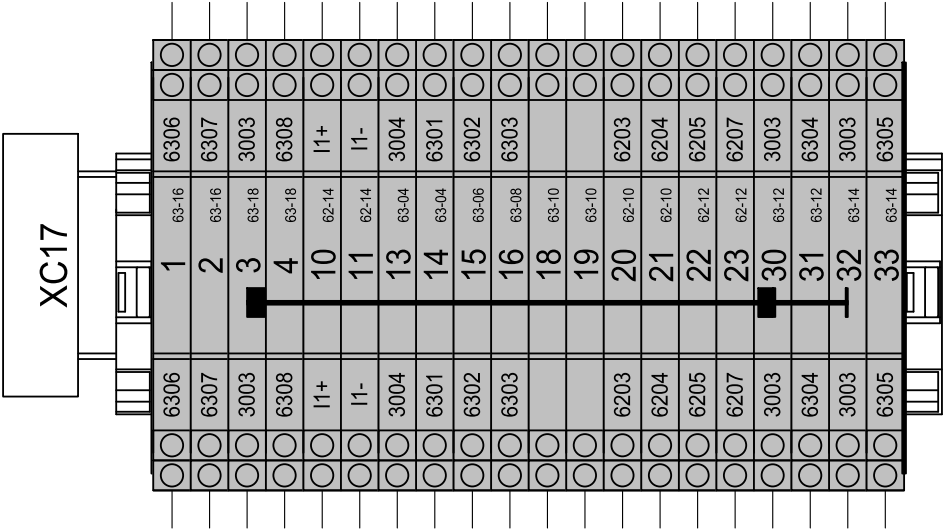 XC17
6306 6307 3003 6308 I1+ I1- 3004 6301 6302 6303 6203 6204 6205 6207 3003 6304 3003 6305
63-16 63-16 63-18 63-18 62-14 62-14 63-04 63-04 63-06 63-08 63-10 63-10 62-10 62-10 62-12 62-12 63-12 63-12 63-14 63-14
1 2 3 4 10 11 13 14 15 16 18 19 20 21 22 23 30 31 32 33
6306 6307 3003 6308 I1+ I1- 3004 6301 6302 6303 6203 6204 6205 6207 3003 6304 3003 6305